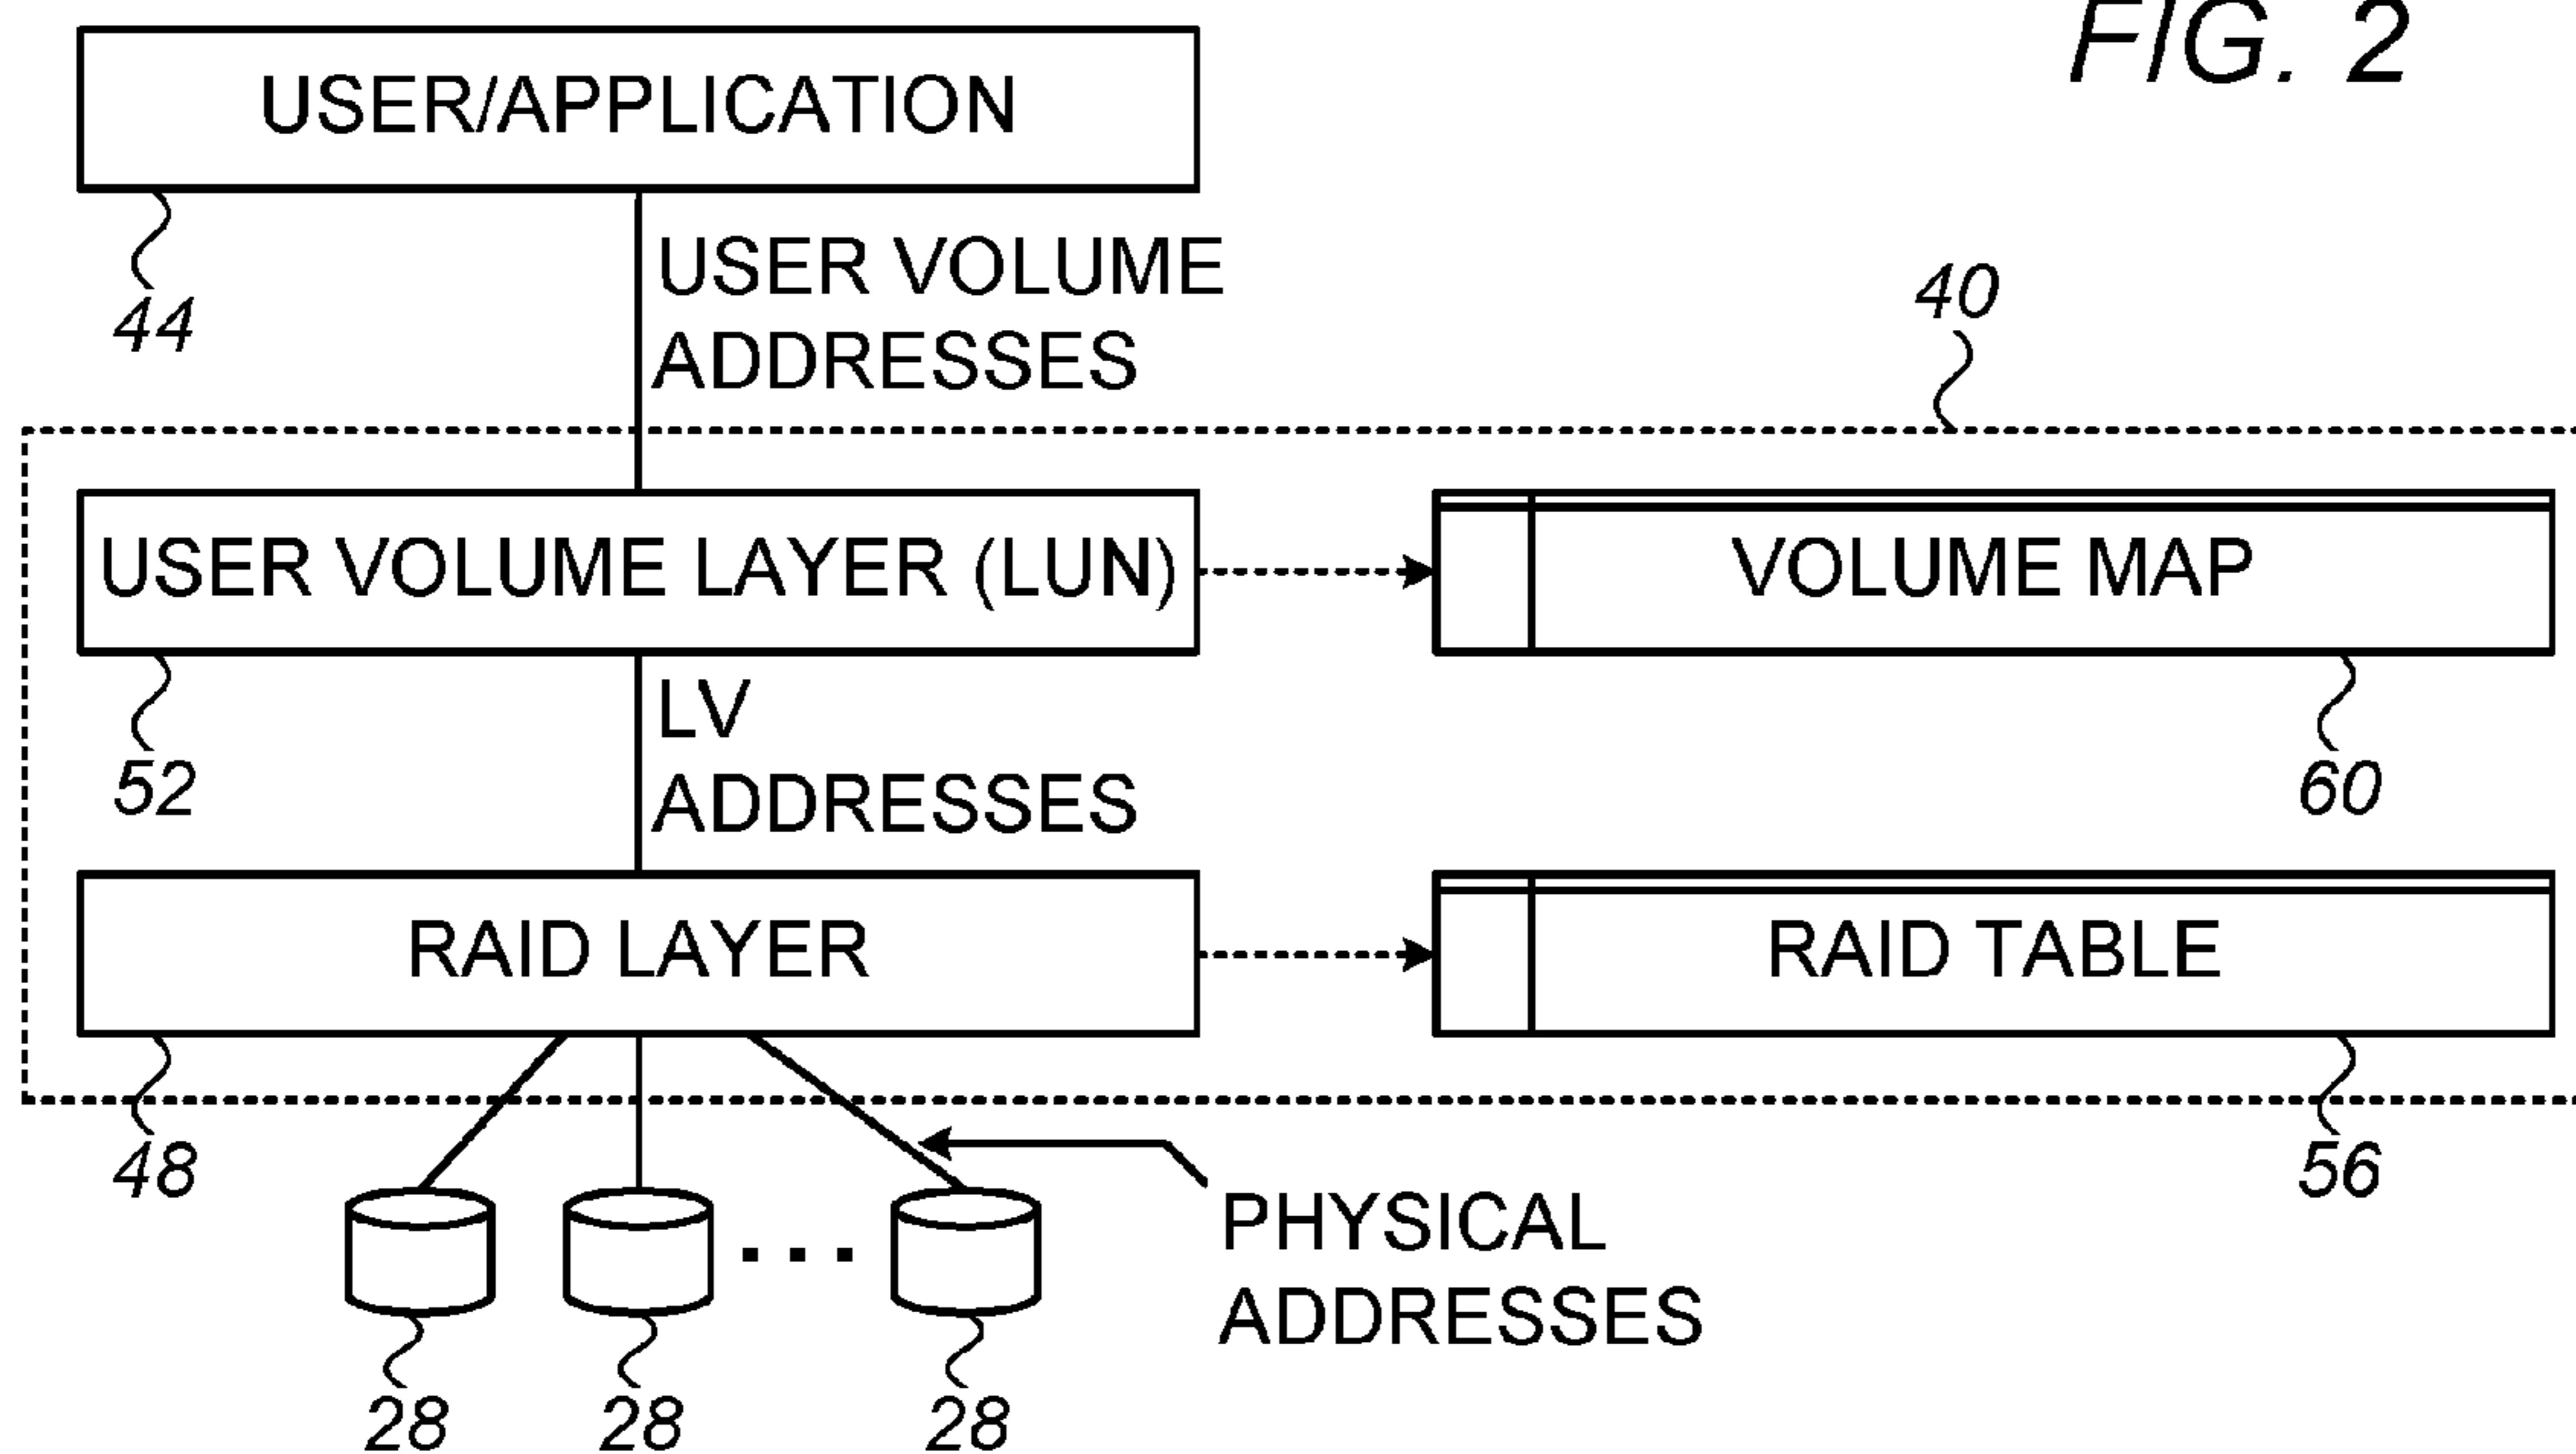 FIG. 2
USER/APPLICATION
44
USER VOLUME
ADDRESSES
40
USER VOLUME LAYER (LUN)
VOLUME MAP
52
60
LV
ADDRESSES
RAID LAYER
RAID TABLE
48
56
PHYSICAL
ADDRESSES
28 28 28